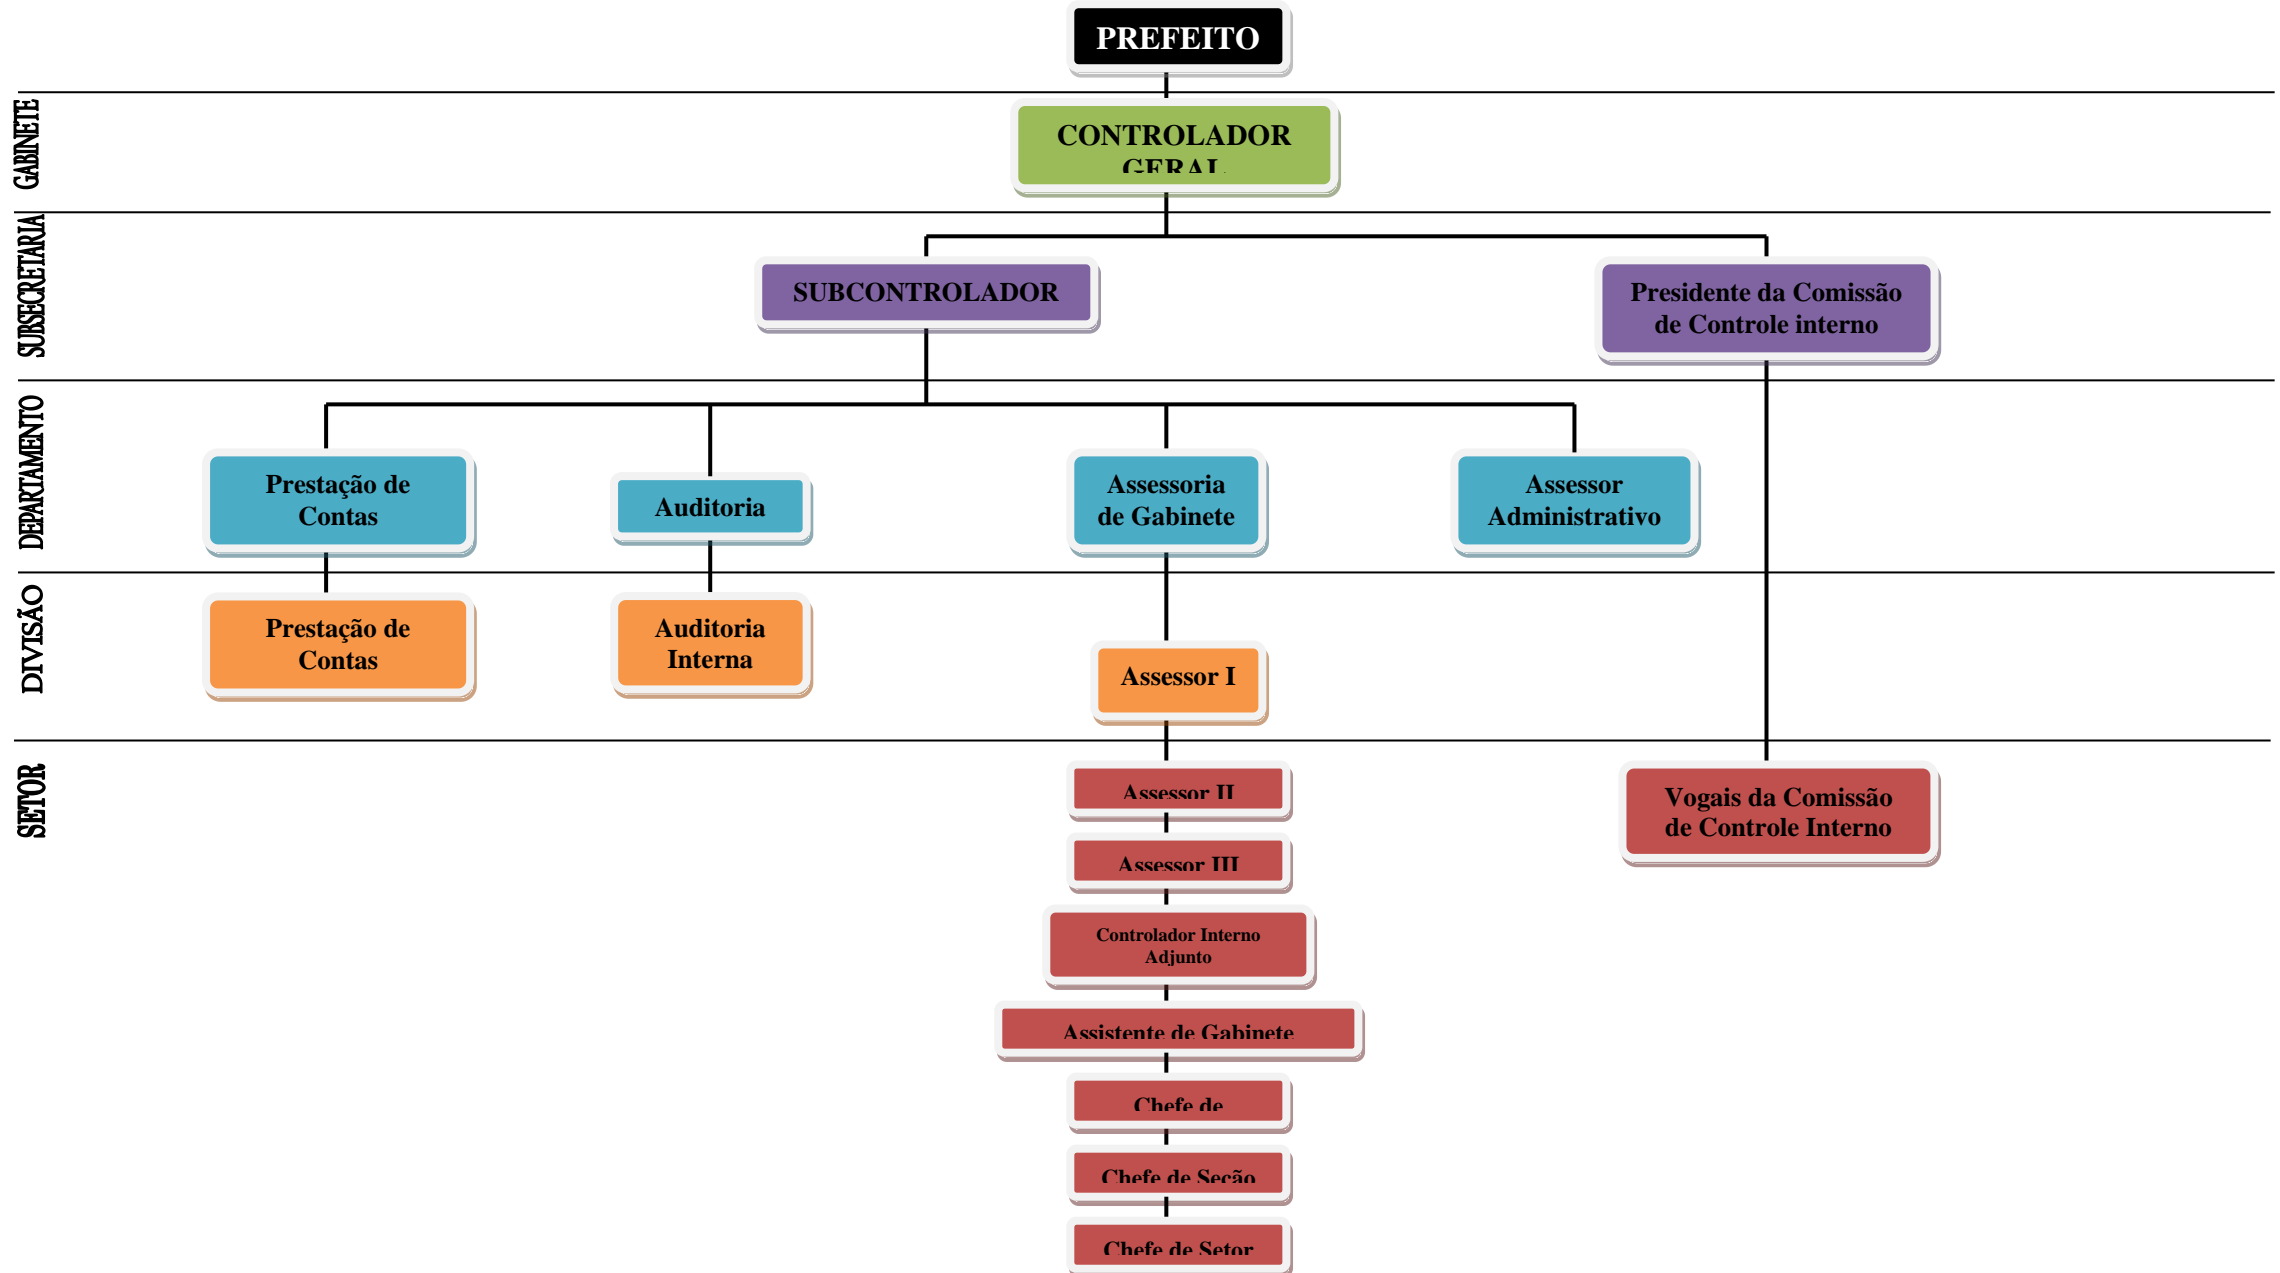 PREFEITO
GABINETE
CONTROLADOR
GERAL
SUBSECRETARIA
SUBCONTROLADOR
Presidente da Comissão
de Controle interno
DEPARTAMENTO
Prestação de
Contas
Auditoria
Assessoria
de Gabinete
Assessor
Administrativo
DIVISÃO
Prestação de
Contas
Auditoria
Interna
Assessor I
SETOR
Assessor II
Vogais da Comissão
de Controle Interno
Assessor III
Controlador Interno
Adjunto
Assistente de Gabinete
Chefe de
Chefe de Seção
Chefe de Setor